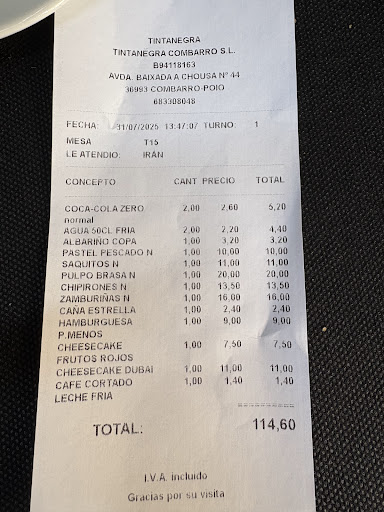 TINTANEGRA
TINTANEGRA COMBARRO S.L.
B94118163
AVDA. BAIXADA A CHOUSA Nº 44
36993 COMBARRO-POIO
683308048
FECHA: 31/07/2025 13:47:07 TURNO: 1
MESA T15
LE ATENDIO: IRÁN
CONCEPTO CANT PRECIO TOTAL
COCA-COLA ZERO 2,00 2,60 5,20
normal
AGUA 50CL FRIA 2,00 2,20 4,40
ALBARIÑO COPA 1,00 3,20 3,20
PASTEL PESCADO N 1,00 10,00 10,00
SAQUITOS N 1,00 11,00 11,00
PULPO BRASA N 1,00 20,00 20,00
CHIPIRONES N 1,00 13,50 13,50
ZAMBURIÑAS N 1,00 16,00 16,00
CAÑA ESTRELLA 1,00 2,40 2,40
HAMBURGUESA 1,00 9,00 9,00
P.MENOS
CHEESECAKE 1,00 7,50 7,50
FRUTOS ROJOS
CHEESECAKE DUBAI 1,00 11,00 11,00
CAFE CORTADO 1,00 1,40 1,40
LECHE FRIA
TOTAL: 114,60
I.V.A. incluido
Gracias por su visita